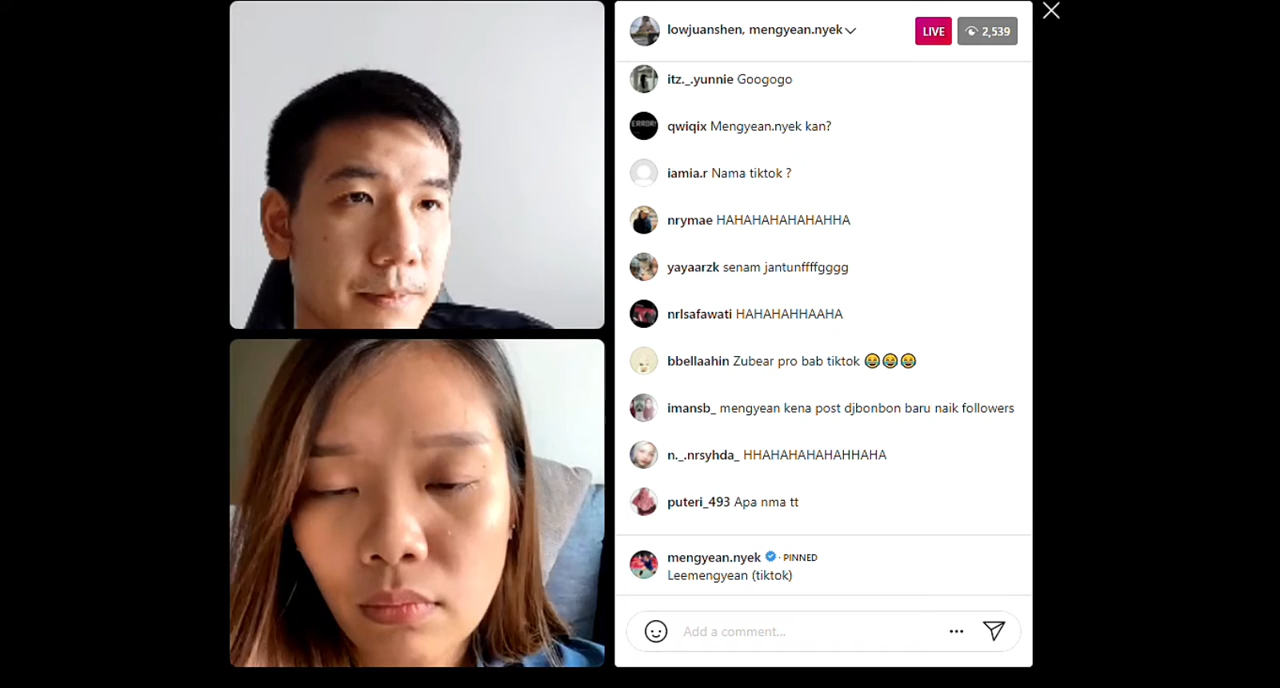 lowjuanshen, mengyean.nyek
LIVE
2,539
itz._.yunnie Googogo
qwiqix Mengyean.nyek kan?
iamia.r Nama tiktok ?
nrymae HAHAHAHAHAHAHHA
yayaarzk senam jantunffffgggg
nrlsafawati HAHAHAHHAAHA
bbellaahin Zubear pro bab tiktok 😂😂😂
imansb_ mengyean kena post djbonbon baru naik followers
n._.nrsyhda_ HHAHAHAHAHAHHAHA
puteri_493 Apa nma tt
mengyean.nyek · PINNED
Leemengyean (tiktok)
Add a comment...
ERROR!